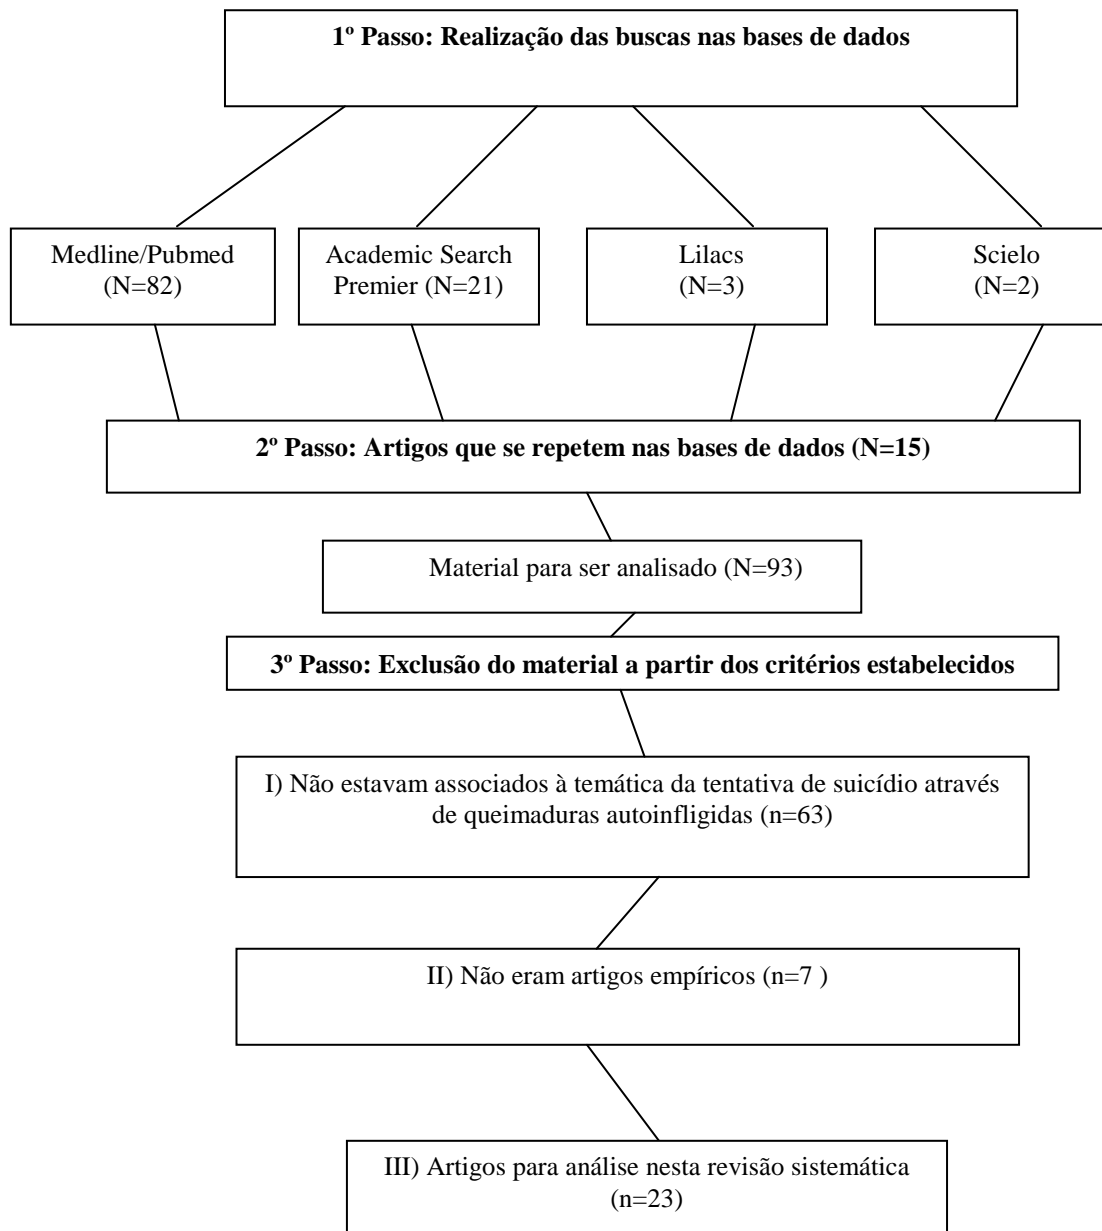 1º Passo: Realização das buscas nas bases de dados
Medline/Pubmed
(N=82)
Academic Search
Premier (N=21)
Lilacs
(N=3)
Scielo
(N=2)
2º Passo: Artigos que se repetem nas bases de dados (N=15)
Material para ser analisado (N=93)
3º Passo: Exclusão do material a partir dos critérios estabelecidos
I) Não estavam associados à temática da tentativa de suicídio através
de queimaduras autoinfligidas (n=63)
II) Não eram artigos empíricos (n=7 )
III) Artigos para análise nesta revisão sistemática
(n=23)